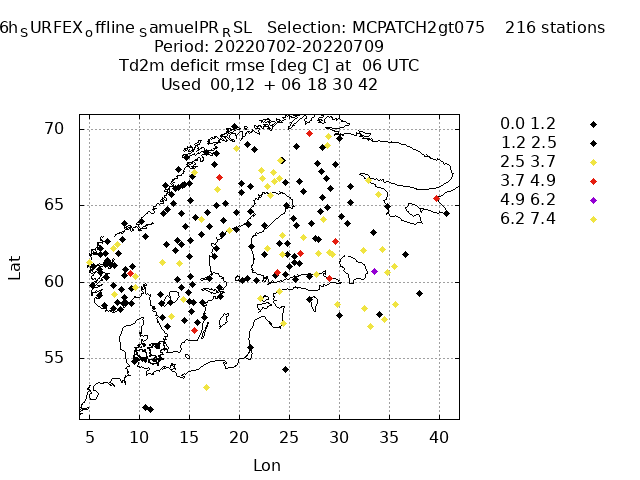 6h_SURFEX_offline_SamuelPR_RSL   Selection: MCPATCH2gt075    216 stations
Period: 20220702-20220709
Td2m deficit rmse [deg C] at  06 UTC
Used  00,12  + 06 18 30 42
0.0 1.2
1.2 2.5
2.5 3.7
3.7 4.9
4.9 6.2
6.2 7.4
70
65
60
55
Lat
5 10 15 20 25 30 35 40
Lon